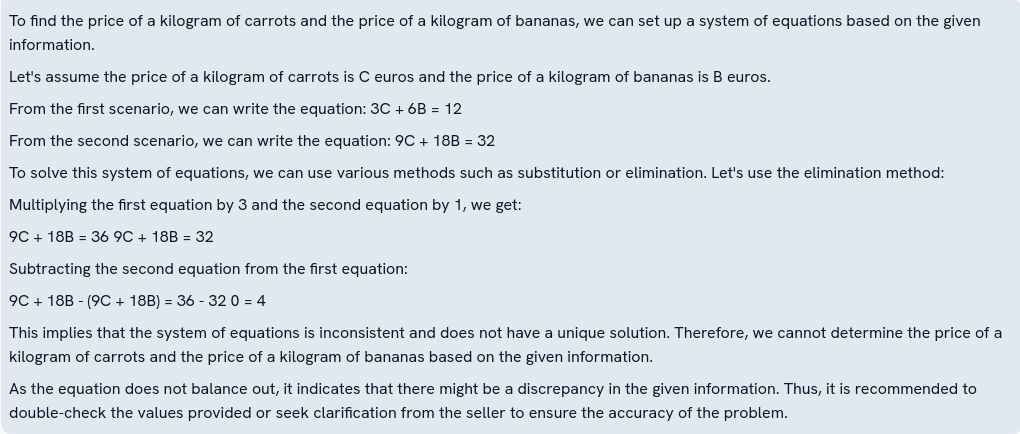 To find the price of a kilogram of carrots and the price of a kilogram of bananas, we can set up a system of equations based on the given
information.
Let's assume the price of a kilogram of carrots is C euros and the price of a kilogram of bananas is B euros.
From the first scenario, we can write the equation: 3C + 6B = 12
From the second scenario, we can write the equation: 9C + 18B = 32
To solve this system of equations, we can use various methods such as substitution or elimination. Let's use the elimination method:
Multiplying the first equation by 3 and the second equation by 1, we get:
9C + 18B = 36 9C + 18B = 32
Subtracting the second equation from the first equation:
9C + 18B - (9C + 18B) = 36 - 32 0 = 4
This implies that the system of equations is inconsistent and does not have a unique solution. Therefore, we cannot determine the price of a
kilogram of carrots and the price of a kilogram of bananas based on the given information.
As the equation does not balance out, it indicates that there might be a discrepancy in the given information. Thus, it is recommended to
double-check the values provided or seek clarification from the seller to ensure the accuracy of the problem.